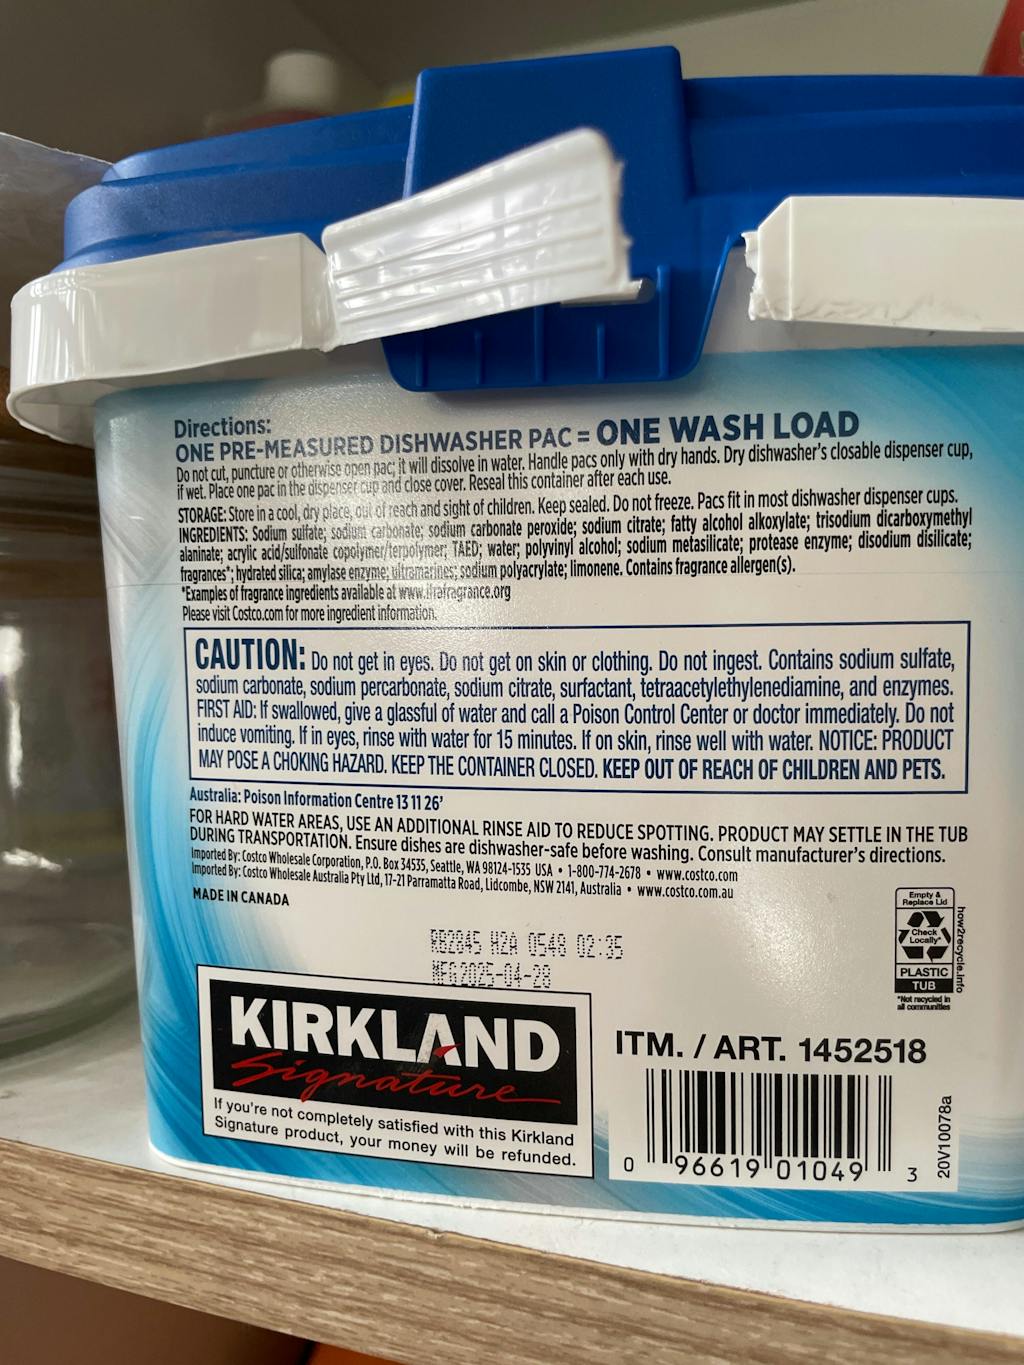 Directions:
ONE PRE-MEASURED DISHWASHER PAC = ONE WASH LOAD
Do not cut, puncture or otherwise open pac; it will dissolve in water. Handle pacs only with dry hands. Dry dishwasher's closable dispenser cup,
if wet. Place one pac in the dispenser cup and close cover. Reseal this container after each use.
STORAGE: Store in a cool, dry place, out of reach and sight of children. Keep sealed. Do not freeze. Pacs fit in most dishwasher dispenser cups.
INGREDIENTS: Sodium sulfate; sodium carbonate; sodium carbonate peroxide; sodium citrate; fatty alcohol alkoxylate; trisodium dicarboxymethyl
alaninate; acrylic acid/sulfonate copolymer/terpolymer; TAED; water; polyvinyl alcohol; sodium metasilicate; protease enzyme; disodium disilicate;
fragrances*; hydrated silica; amylase enzyme; ultramarines; sodium polyacrylate; limonene. Contains fragrance allergen(s).
*Examples of fragrance ingredients available at www.ifrafragrance.org
Please visit Costco.com for more ingredient information.
CAUTION: Do not get in eyes. Do not get on skin or clothing. Do not ingest. Contains sodium sulfate,
sodium carbonate, sodium percarbonate, sodium citrate, surfactant, tetraacetylethylenediamine, and enzymes.
FIRST AID: If swallowed, give a glassful of water and call a Poison Control Center or doctor immediately. Do not
induce vomiting. If in eyes, rinse with water for 15 minutes. If on skin, rinse well with water. NOTICE: PRODUCT
MAY POSE A CHOKING HAZARD. KEEP THE CONTAINER CLOSED. KEEP OUT OF REACH OF CHILDREN AND PETS.
Australia: Poison Information Centre 13 11 26'
FOR HARD WATER AREAS, USE AN ADDITIONAL RINSE AID TO REDUCE SPOTTING. PRODUCT MAY SETTLE IN THE TUB
DURING TRANSPORTATION. Ensure dishes are dishwasher-safe before washing. Consult manufacturer's directions.
Imported By: Costco Wholesale Corporation, P.O. Box 34535, Seattle, WA 98124-1535 USA • 1-800-774-2678 • www.costco.com
Imported By: Costco Wholesale Australia Pty Ltd, 17-21 Parramatta Road, Lidcombe, NSW 2141, Australia • www.costco.com.au
MADE IN CANADA
Empty &
Replace Lid
Check
Locally*
PLASTIC
TUB
*Not recycled in
all communities
how2recycle.info
RB2845 H2A 0548 02:35
MFG2025-04-28
KIRKLAND
Signature
If you're not completely satisfied with this Kirkland
Signature product, your money will be refunded.
ITM. / ART. 1452518
0 96619 01049 3
20V10078a